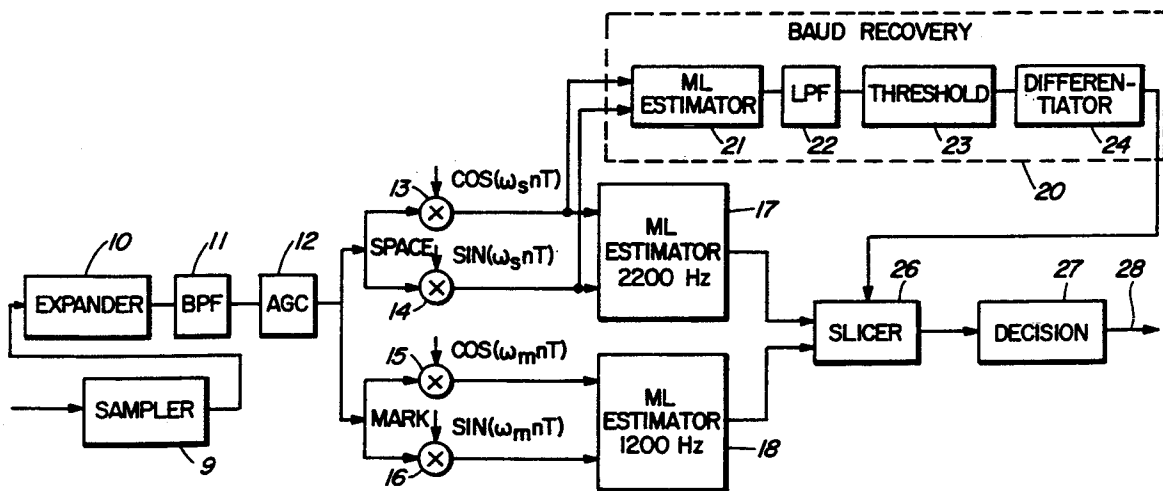 BAUD RECOVERY
ML
ESTIMATOR
21
LPF
22
THRESHOLD
23
DIFFEREN-
TIATOR
24
20
10
EXPANDER
11
BPF
12
AGC
SAMPLER
9
13
COS(ωsnT)
SPACE
SIN(ωsnT)
14
15
COS(ωmnT)
MARK
SIN(ωmnT)
16
ML
ESTIMATOR
2200 Hz
17
ML
ESTIMATOR
1200 Hz
18
26
SLICER
27
DECISION
28